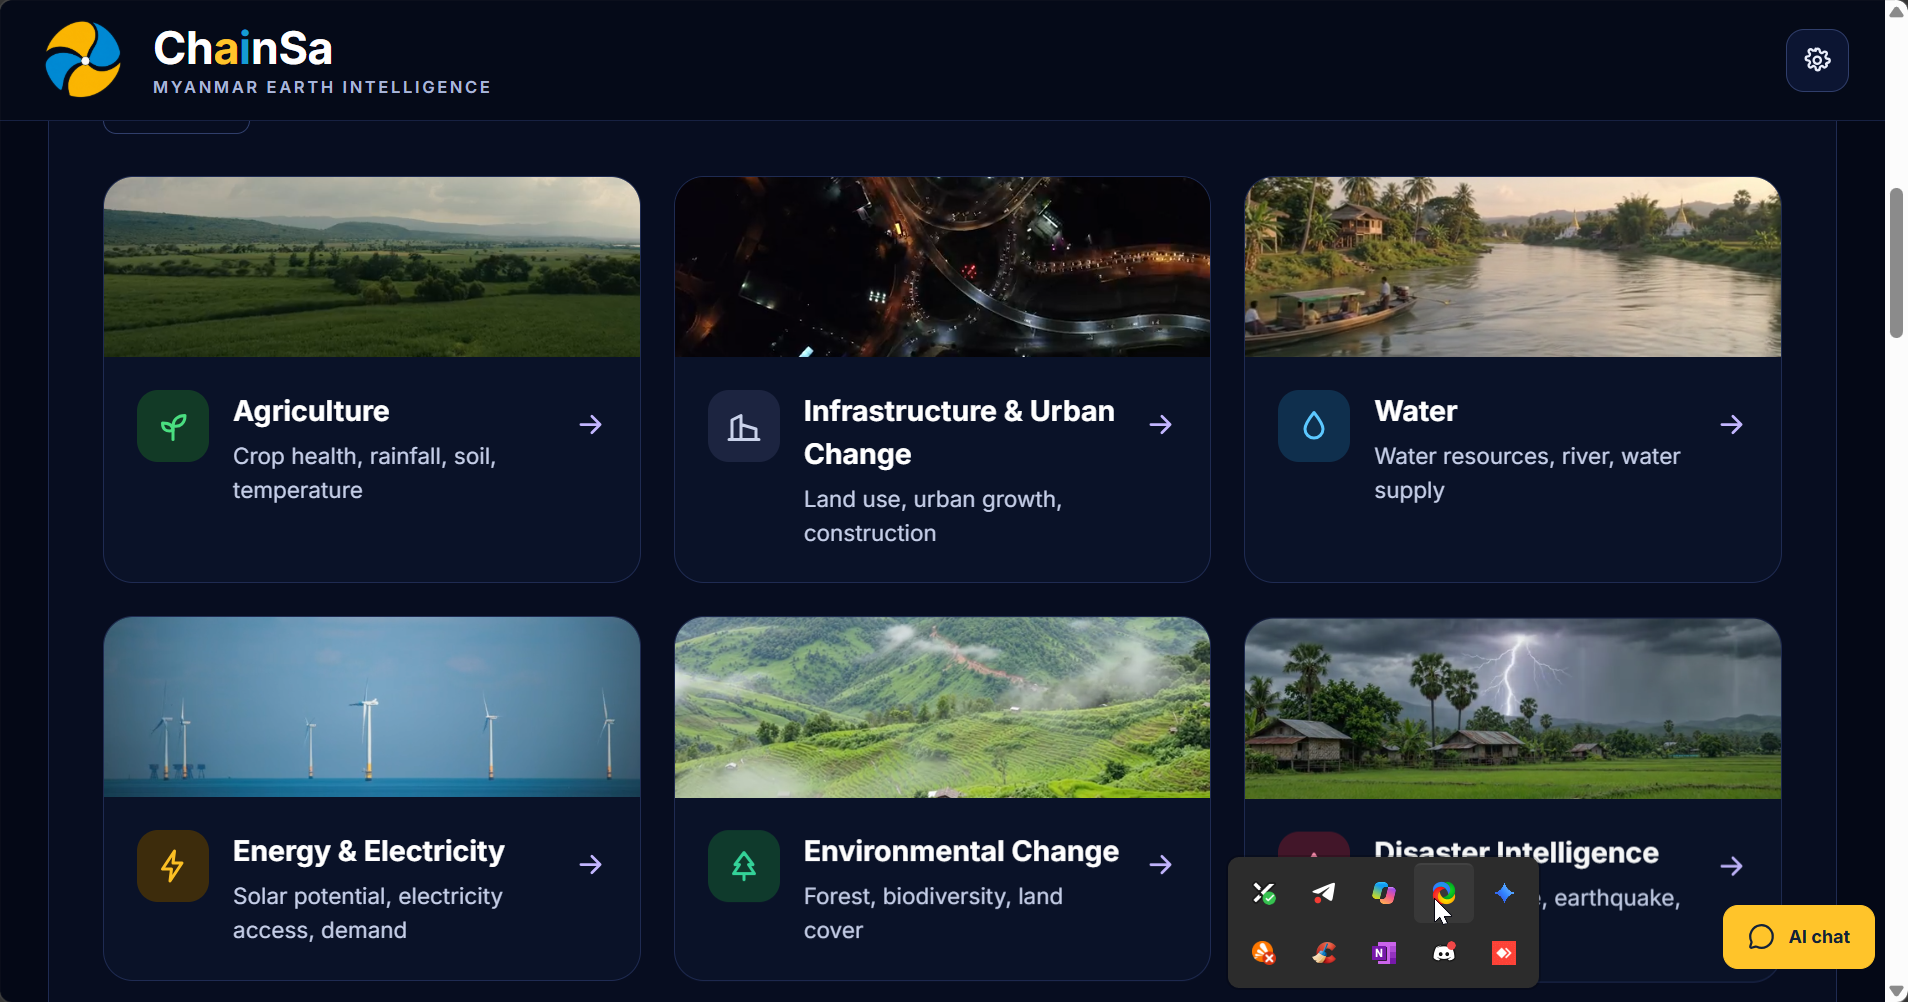 ChainSa
MYANMAR EARTH INTELLIGENCE
Agriculture
Crop health, rainfall, soil,
temperature
Infrastructure & Urban
Change
Land use, urban growth,
construction
Water
Water resources, river, water
supply
Energy & Electricity
Solar potential, electricity
access, demand
Environmental Change
Forest, biodiversity, land
cover
Disaster Intelligence
earthquake,
AI chat